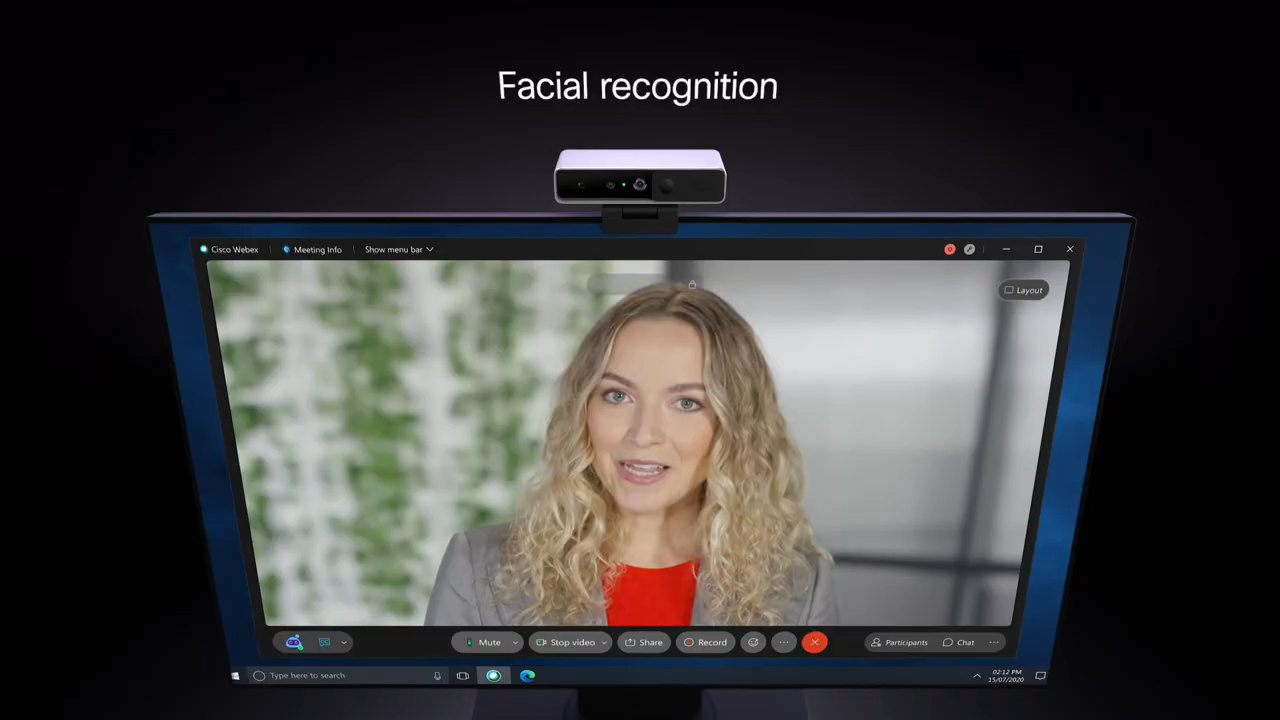 Facial recognition
Cisco Webex
Meeting Info
Show menu bar
Layout
Mute
Stop video
Share
Record
Participants
Chat
Type here to search
02:12 PM
15/07/2020